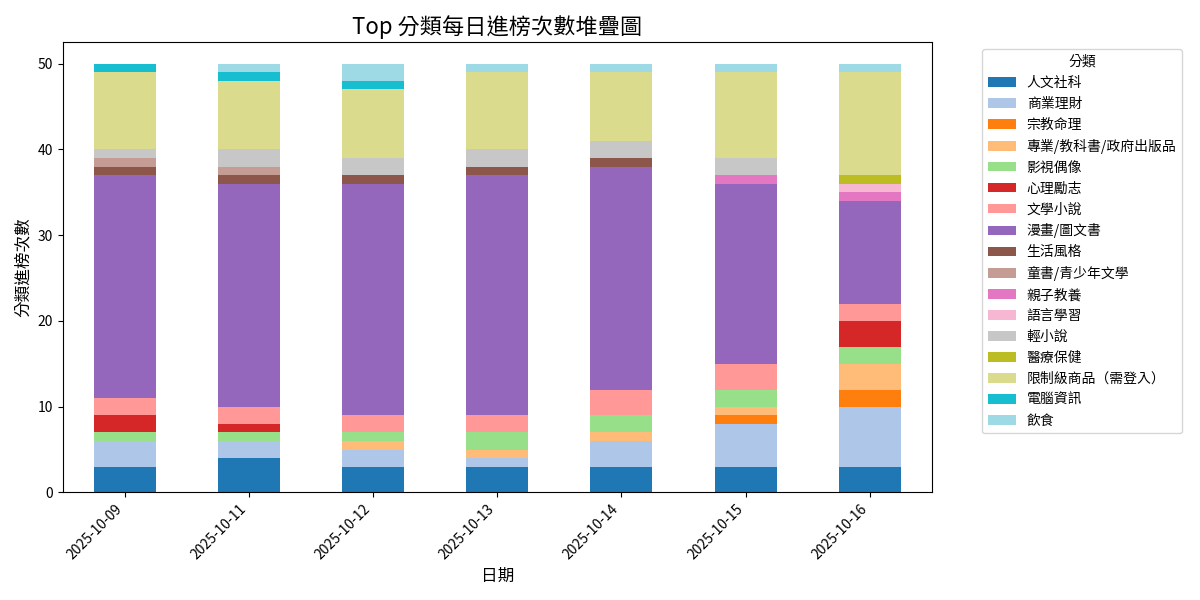 Top 分類每日進榜次數堆疊圖
分類進榜次數
50
40
30
20
10
0
2025-10-09
2025-10-11
2025-10-12
2025-10-13
2025-10-14
2025-10-15
2025-10-16
日期
分類
人文社科
商業理財
宗教命理
專業/教科書/政府出版品
影視偶像
心理勵志
文學小說
漫畫/圖文書
生活風格
童書/青少年文學
親子教養
語言學習
輕小說
醫療保健
限制級商品（需登入）
電腦資訊
飲食